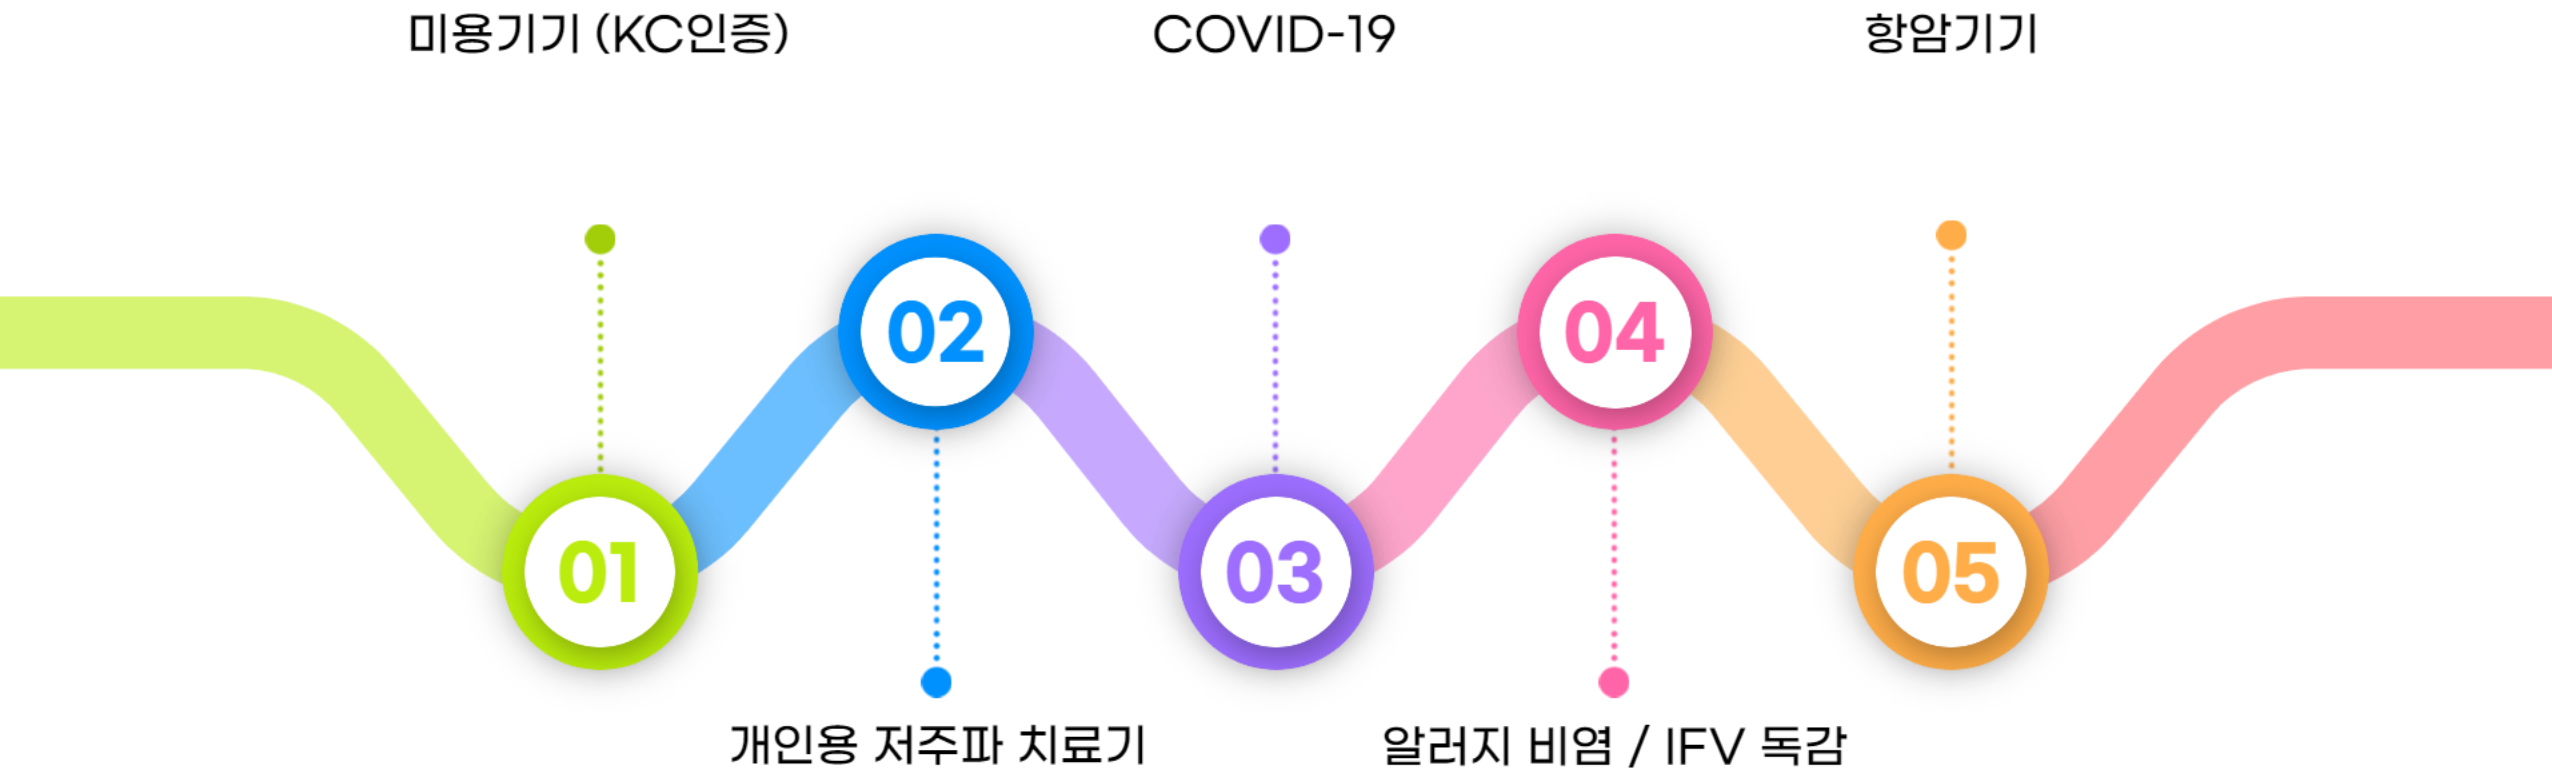 미용기기 (KC인증)
COVID-19
항암기기
01
02
03
04
05
개인용 저주파 치료기
알러지 비염 / IFV 독감